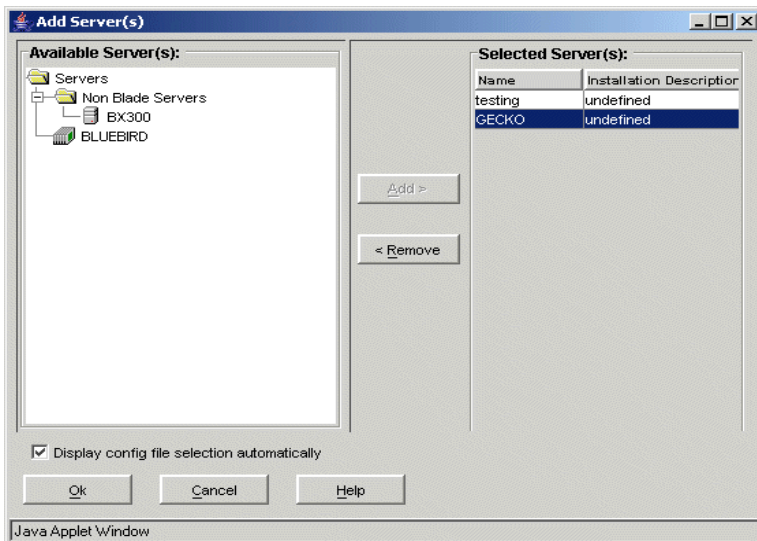 Add Server(s)
Available Server(s):
Servers
Non Blade Servers
BX300
BLUEBIRD
Add >
< Remove
Selected Server(s):
Name Installation Description
testing undefined
GECKO undefined
Display config file selection automatically
Ok Cancel Help
Java Applet Window